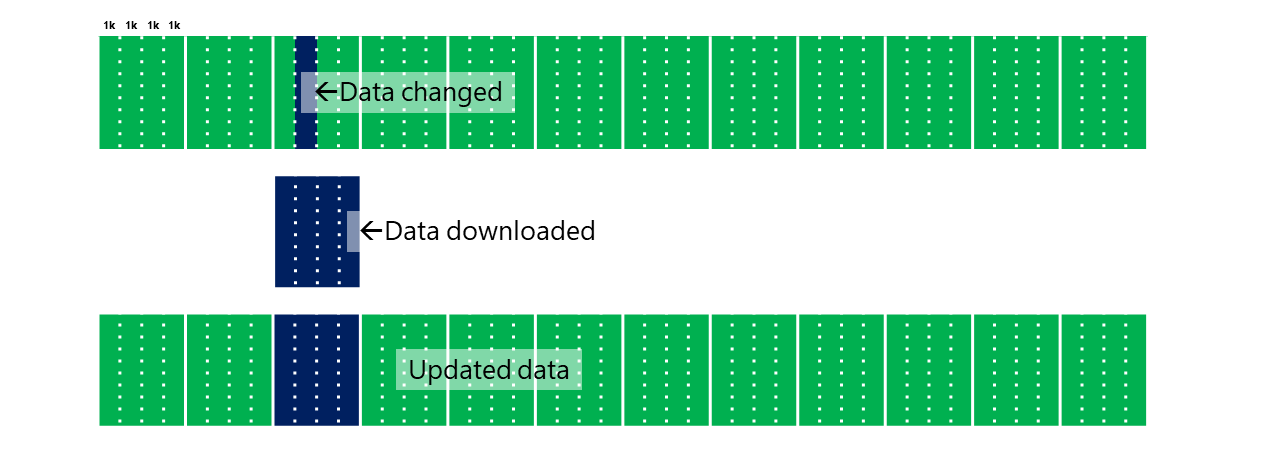 1k 1k 1k 1k
←Data changed
←Data downloaded
Updated data